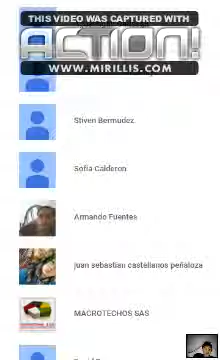 THIS VIDEO WAS CAPTURED WITH
ACTION!
WWW.MIRILLIS.COM
Stiven Bermudez
Sofia Calderon
Armando Fuentes
juan sebastian castellanos peñaloza
MACROTECHOS SAS